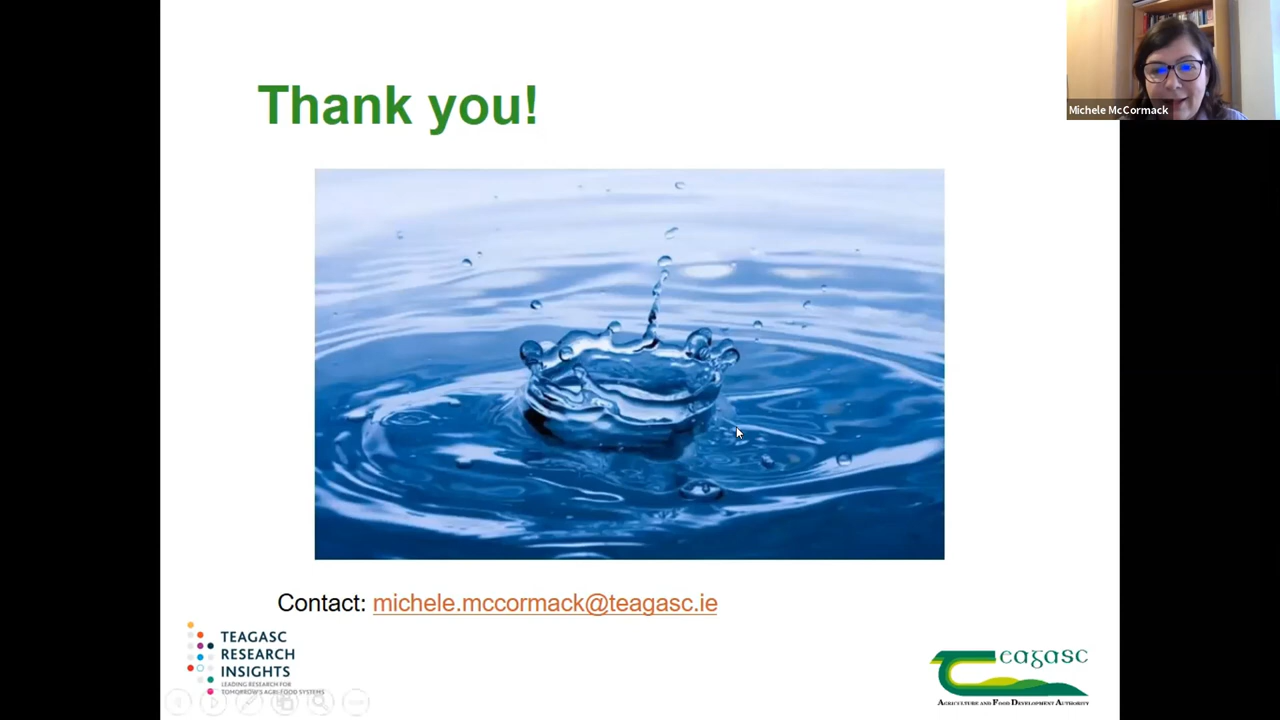 Thank you!
Michele McCormack
Contact: michele.mccormack@teagasc.ie
TEAGASC
RESEARCH
INSIGHTS
LEADING RESEARCH FOR
TOMORROW'S AGRI-FOOD SYSTEMS
Teagasc
AGRICULTURE AND FOOD DEVELOPMENT AUTHORITY